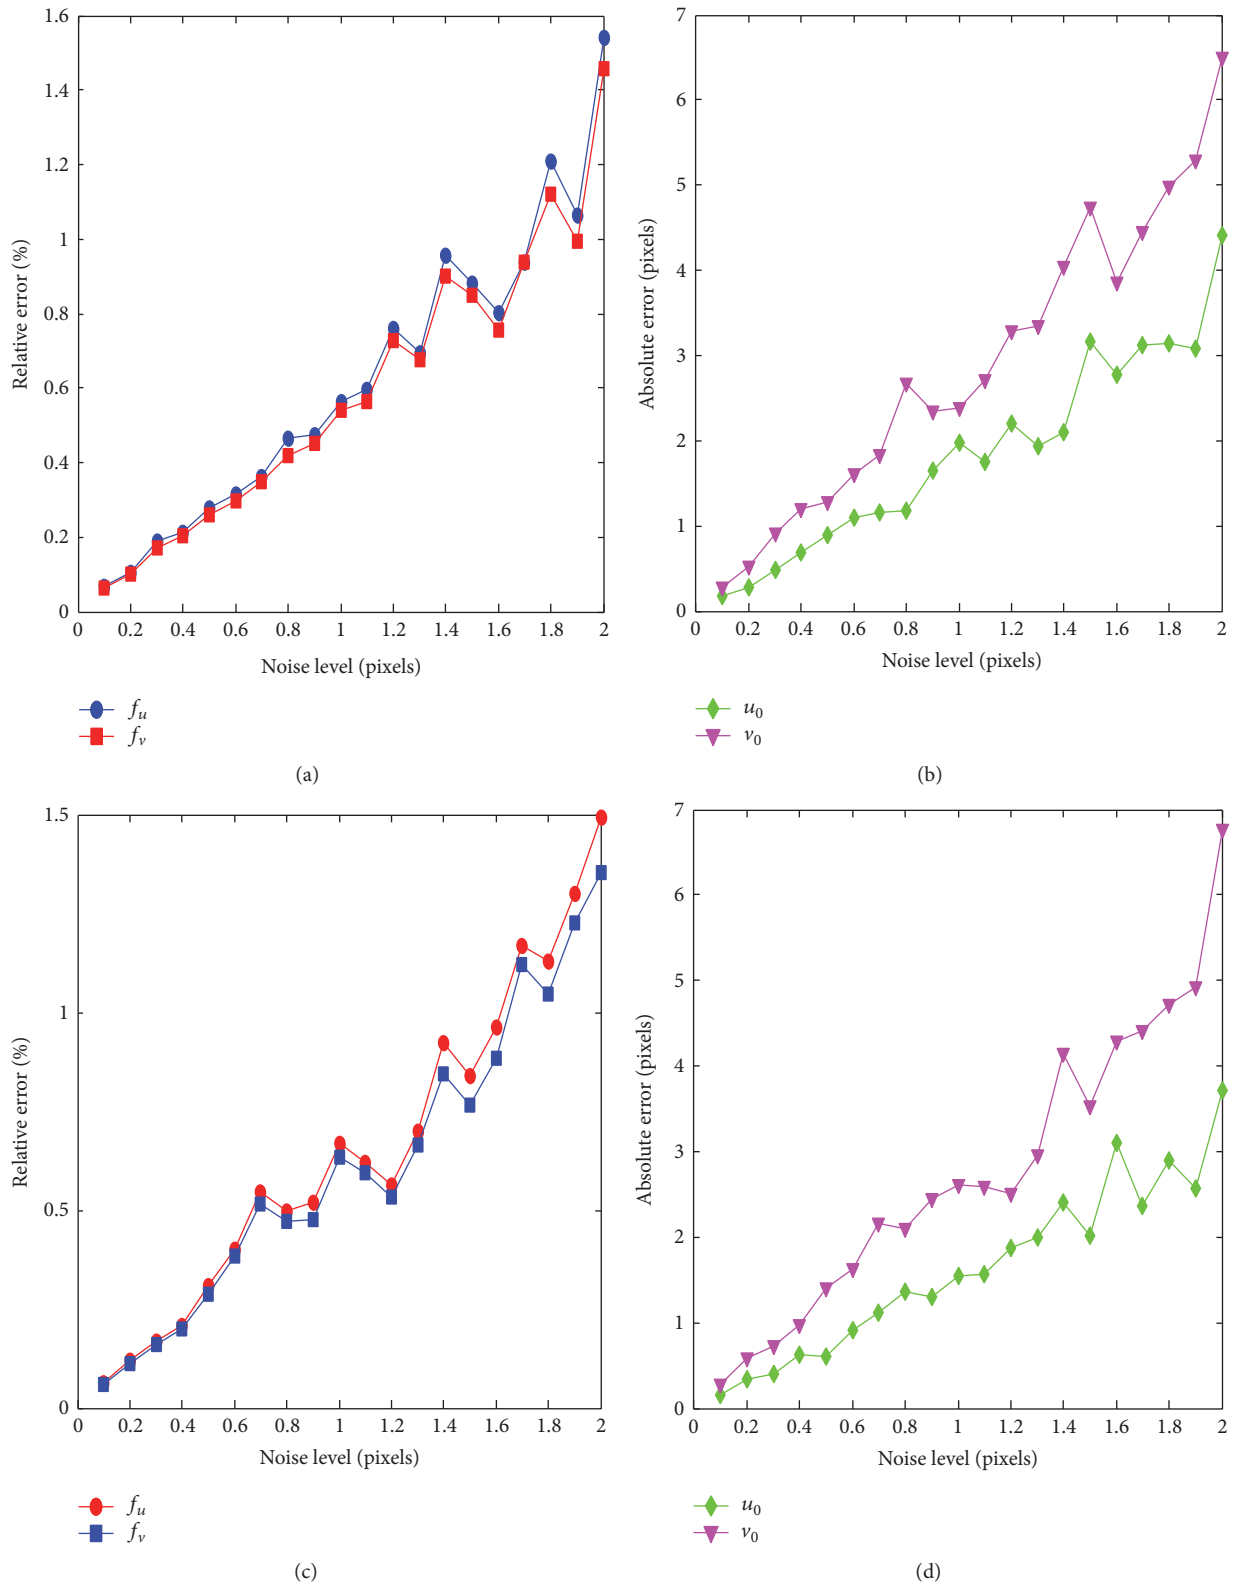 1.6
1.4
1.2
1
0.8
0.6
0.4
0.2
0
Relative error (%)
0 0.2 0.4 0.6 0.8 1 1.2 1.4 1.6 1.8 2
Noise level (pixels)
f_u
f_v
(a)
7
6
5
4
3
2
1
0
Absolute error (pixels)
0 0.2 0.4 0.6 0.8 1 1.2 1.4 1.6 1.8 2
Noise level (pixels)
u_0
v_0
(b)
1.5
1
0.5
0
Relative error (%)
0 0.2 0.4 0.6 0.8 1 1.2 1.4 1.6 1.8 2
Noise level (pixels)
f_u
f_v
(c)
7
6
5
4
3
2
1
0
Absolute error (pixels)
0 0.2 0.4 0.6 0.8 1 1.2 1.4 1.6 1.8 2
Noise level (pixels)
u_0
v_0
(d)